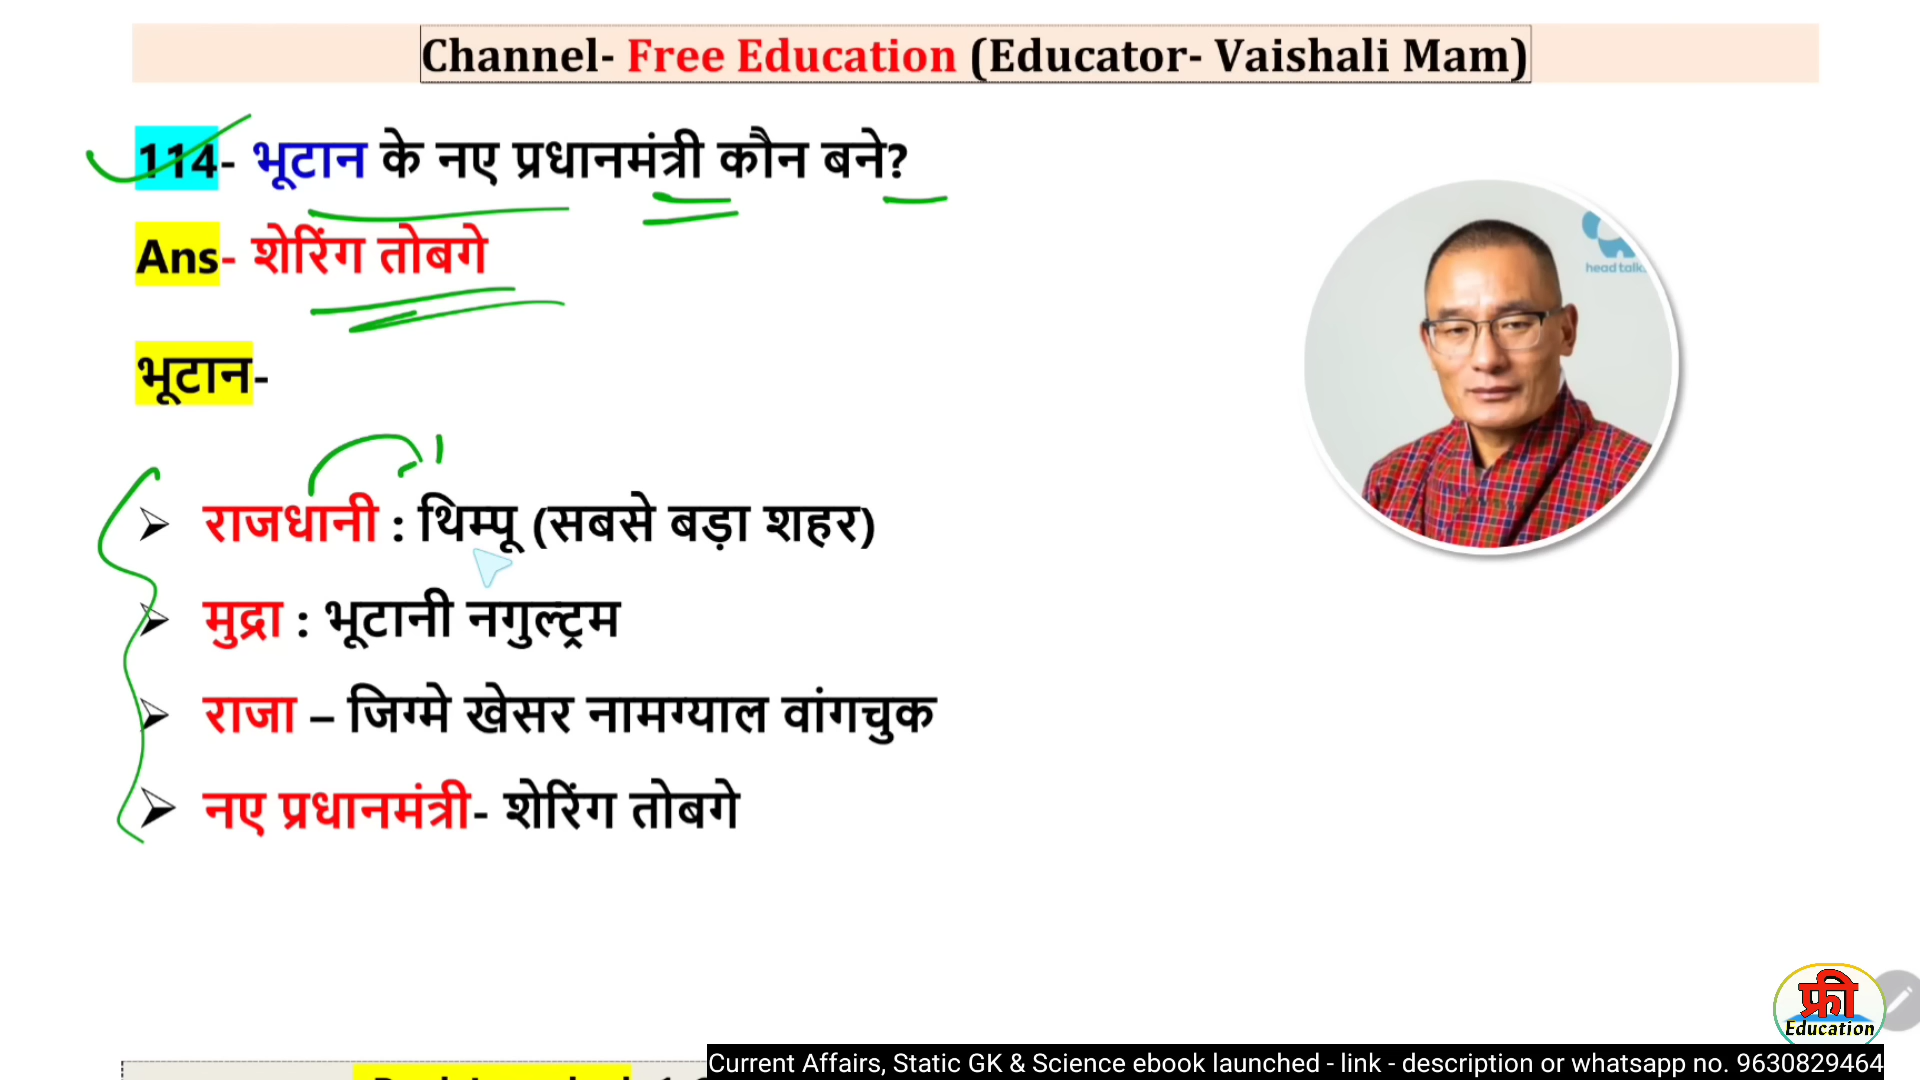 Channel- Free Education (Educator- Vaishali Mam)
114- भूटान के नए प्रधानमंत्री कौन बने?
Ans- शेरिंग तोबगे
head talk
भूटान-
राजधानी : थिम्पू (सबसे बड़ा शहर)
मुद्रा : भूटानी नगुल्ट्रम
राजा – जिग्मे खेसर नामग्याल वांगचुक
नए प्रधानमंत्री- शेरिंग तोबगे
फ्री
Education
Current Affairs, Static GK & Science ebook launched - link - description or whatsapp no. 9630829464